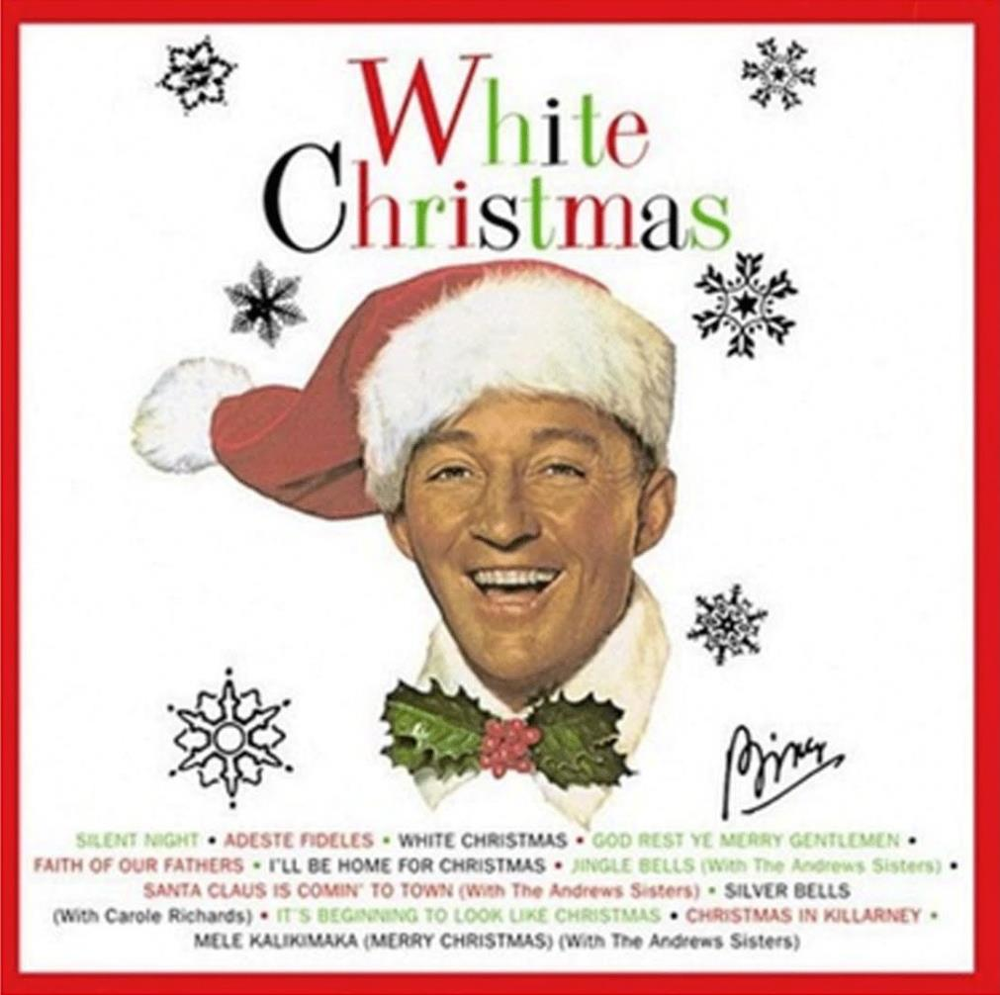 White
Christmas
Bing
SILENT NIGHT • ADESTE FIDELES • WHITE CHRISTMAS • GOD REST YE MERRY GENTLEMEN •
FAITH OF OUR FATHERS • I'LL BE HOME FOR CHRISTMAS • JINGLE BELLS (With The Andrews Sisters) •
SANTA CLAUS IS COMIN' TO TOWN (With The Andrews Sisters) • SILVER BELLS
(With Carole Richards) • IT'S BEGINNING TO LOOK LIKE CHRISTMAS • CHRISTMAS IN KILLARNEY •
MELE KALIKIMAKA (MERRY CHRISTMAS) (With The Andrews Sisters)